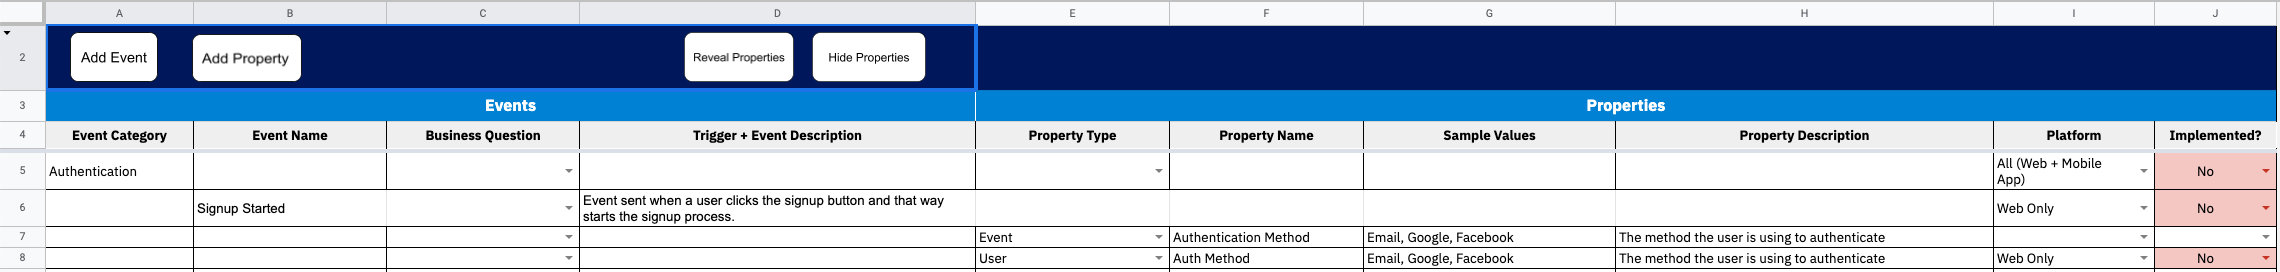 A B C D E F G H I J
2 Add Event Add Property Reveal Properties Hide Properties
3 Events Properties
4 Event Category Event Name Business Question Trigger + Event Description Property Type Property Name Sample Values Property Description Platform Implemented?
5 Authentication All (Web + Mobile
App) No
6 Signup Started Event sent when a user clicks the signup button and that way
starts the signup process. Web Only No
7 Event Authentication Method Email, Google, Facebook The method the user is using to authenticate
8 User Auth Method Email, Google, Facebook The method the user is using to authenticate Web Only No